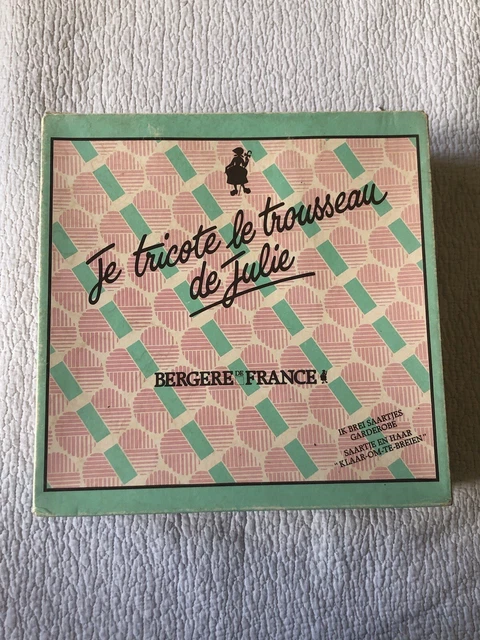 Je tricote le trousseau
de Julie
BERGERE DE FRANCE
IK BREI SAARTJES
GARDEROBE
SAARTJE EN HAAR
"KLAAR-OM-TE-BREIEN"